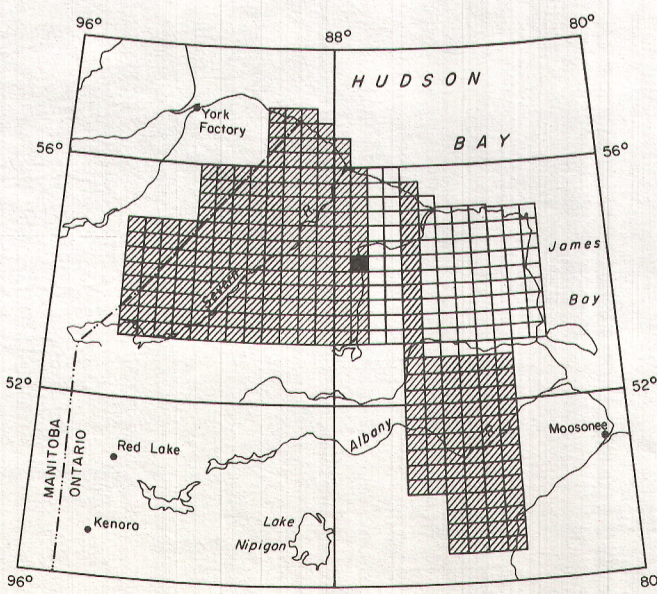 96°
88°
80°
HUDSON
BAY
York
Factory
56°
56°
R.
Severn
James
Bay
52°
52°
MANITOBA
ONTARIO
Red Lake
Albany
R.
Moosonee
Kenora
Lake
Nipigon
96°
80